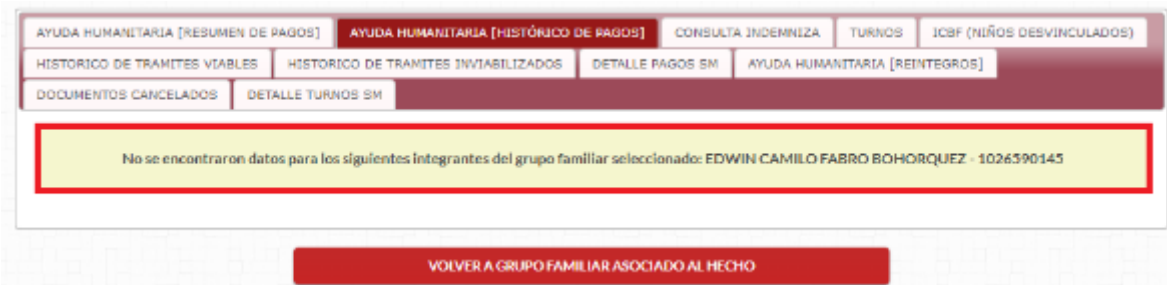 AYUDA HUMANITARIA [RESUMEN DE PAGOS] AYUDA HUMANITARIA [HISTÓRICO DE PAGOS] CONSULTA INDEMNIZA TURNOS ICBF (NIÑOS DESVINCULADOS)
HISTORICO DE TRAMITES VIABLES HISTORICO DE TRAMITES INVIABILIZADOS DETALLE PAGOS SM AYUDA HUMANITARIA [REINTEGROS]
DOCUMENTOS CANCELADOS DETALLE TURNOS SM
No se encontraron datos para los siguientes integrantes del grupo familiar seleccionado: EDWIN CAMILO FABRO BOHORQUEZ - 1026590145
VOLVER A GRUPO FAMILIAR ASOCIADO AL HECHO